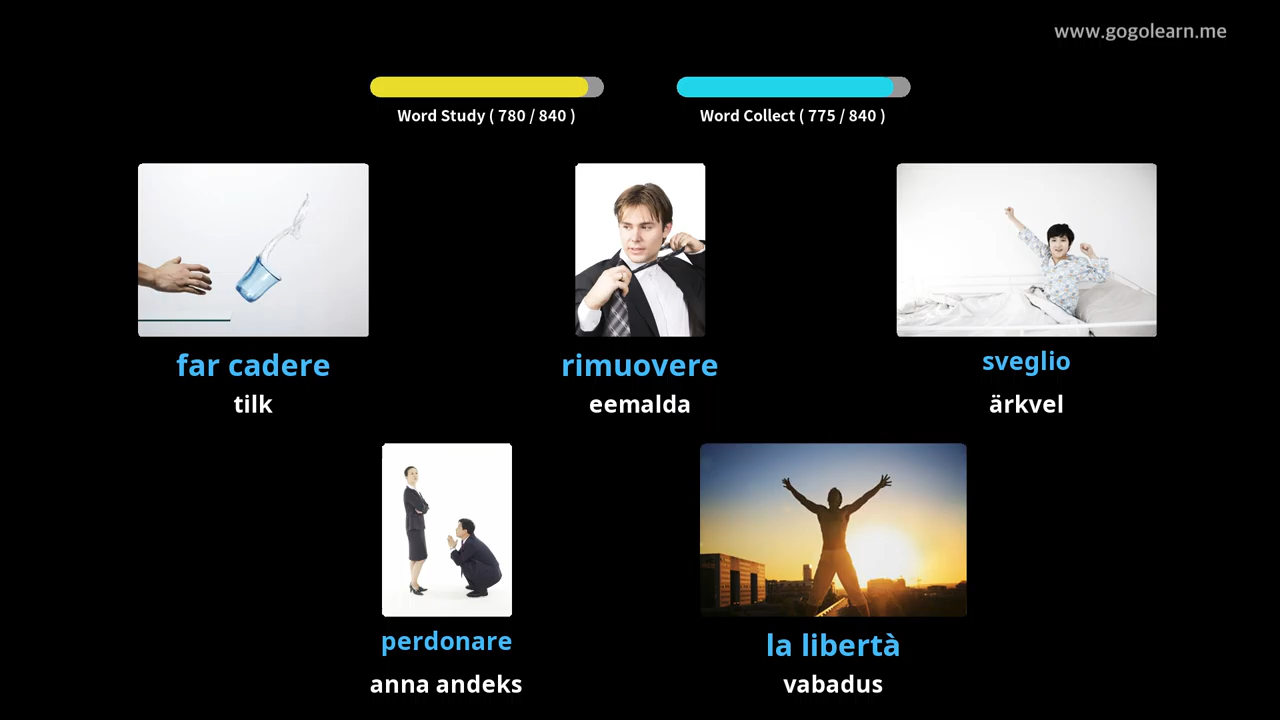 www.gogolearn.me
Word Study ( 780 / 840 )
Word Collect ( 775 / 840 )
far cadere
tilk
rimuovere
eemalda
sveglio
ärkvel
perdonare
anna andeks
la libertà
vabadus